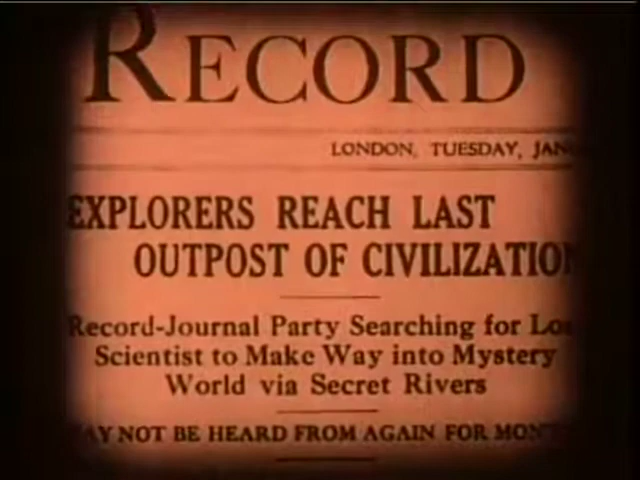 RECORD
LONDON, TUESDAY, JAN
EXPLORERS REACH LAST
OUTPOST OF CIVILIZATION
Record-Journal Party Searching for Los
Scientist to Make Way into Mystery
World via Secret Rivers
AY NOT BE HEARD FROM AGAIN FOR MONT